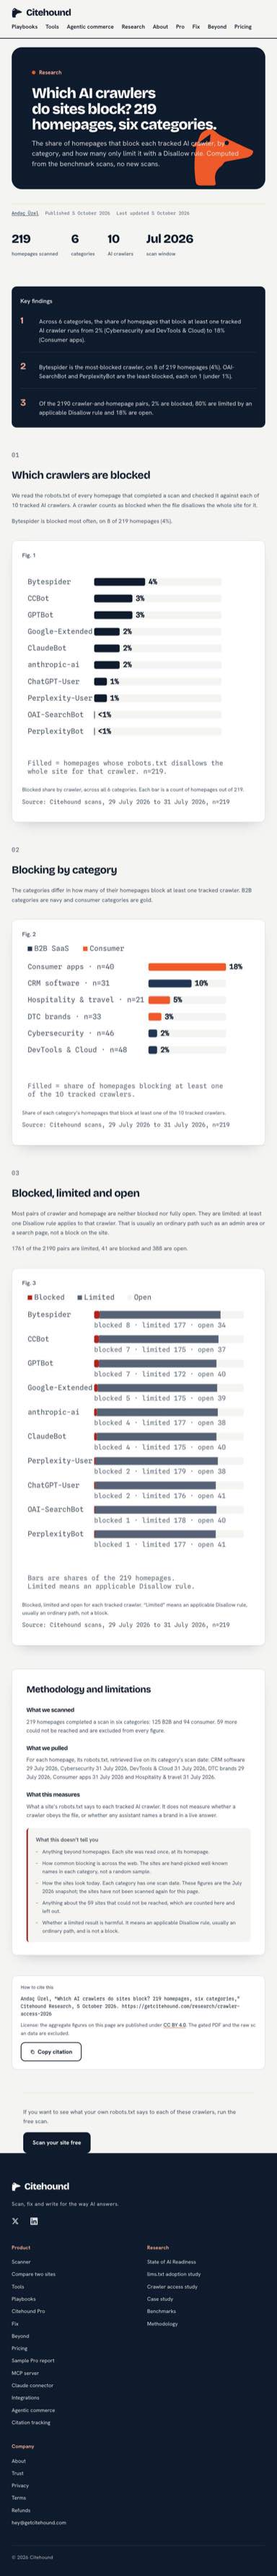 Citehound
Playbooks Tools Agentic commerce Research About Pro Fix Beyond Pricing
Research
Which AI crawlers
do sites block? 219
homepages, six categories.
The share of homepages that block each tracked AI crawler, by
category, and how many only limit it with a Disallow rule. Computed
from the benchmark scans, no new scans.
Andaç Üzel Published 5 October 2026 Last updated 5 October 2026
219 6 10 Jul 2026
homepages scanned categories AI crawlers scan window
Key findings
1 Across 6 categories, the share of homepages that block at least one tracked
AI crawler runs from 2% (Cybersecurity and DevTools & Cloud) to 18%
(Consumer apps).
2 Bytespider is the most-blocked crawler, on 8 of 219 homepages (4%). OAI-
SearchBot and PerplexityBot are the least-blocked, each on 1 (under 1%).
3 Of the 2190 crawler-and-homepage pairs, 2% are blocked, 80% are limited by an
applicable Disallow rule and 18% are open.
01
Which crawlers are blocked
We read the robots.txt of every homepage that completed a scan and checked it against each of
10 tracked AI crawlers. A crawler counts as blocked when the file disallows the whole site for it.
Bytespider is blocked most often, on 8 of 219 homepages (4%).
Fig. 1
Bytespider 4%
CCBot 3%
GPTBot 3%
Google-Extended 2%
ClaudeBot 2%
anthropic-ai 2%
ChatGPT-User 1%
Perplexity-User 1%
OAI-SearchBot <1%
PerplexityBot <1%
Filled = homepages whose robots.txt disallows the
whole site for that crawler. n=219.
Blocked share by crawler, across all 6 categories. Each bar is a count of homepages out of 219.
Source: Citehound scans, 29 July 2026 to 31 July 2026, n=219
02
Blocking by category
The categories differ in how many of their homepages block at least one tracked crawler. B2B
categories are navy and consumer categories are gold.
Fig. 2
B2B SaaS Consumer
Consumer apps · n=40 18%
CRM software · n=31 10%
Hospitality & travel · n=21 5%
DTC brands · n=33 3%
Cybersecurity · n=46 2%
DevTools & Cloud · n=48 2%
Filled = share of homepages blocking at least one
of the 10 tracked crawlers.
Share of each category's homepages that block at least one of the 10 tracked crawlers.
Source: Citehound scans, 29 July 2026 to 31 July 2026, n=219
03
Blocked, limited and open
Most pairs of crawler and homepage are neither blocked nor fully open. They are limited: at least
one Disallow rule applies to that crawler. That is usually an ordinary path such as an admin area or
a search page, not a block on the site.
1761 of the 2190 pairs are limited, 41 are blocked and 388 are open.
Fig. 3
Blocked Limited Open
Bytespider
blocked 8 · limited 177 · open 34
CCBot
blocked 7 · limited 175 · open 37
GPTBot
blocked 7 · limited 172 · open 40
Google-Extended
blocked 5 · limited 175 · open 39
anthropic-ai
blocked 4 · limited 177 · open 38
ClaudeBot
blocked 4 · limited 175 · open 40
Perplexity-User
blocked 2 · limited 179 · open 38
ChatGPT-User
blocked 2 · limited 176 · open 41
OAI-SearchBot
blocked 1 · limited 178 · open 40
PerplexityBot
blocked 1 · limited 177 · open 41
Bars are shares of the 219 homepages.
Limited means an applicable Disallow rule.
Blocked, limited and open for each tracked crawler. "Limited" means an applicable Disallow rule,
usually an ordinary path, not a block.
Source: Citehound scans, 29 July 2026 to 31 July 2026, n=219
Methodology and limitations
What we scanned
219 homepages completed a scan in six categories: 125 B2B and 94 consumer. 59 more
could not be reached and are excluded from every figure.
What we pulled
For each homepage, its robots.txt, retrieved live on its category's scan date: CRM software
29 July 2026, Cybersecurity 31 July 2026, DevTools & Cloud 31 July 2026, DTC brands 29
July 2026, Consumer apps 31 July 2026 and Hospitality & travel 31 July 2026.
What this measures
What a site's robots.txt says to each tracked AI crawler. It does not measure whether a
crawler obeys the file, or whether any assistant names a brand in a live answer.
What this doesn't tell you
- Anything beyond homepages. Each site was read once, at its homepage.
- How common blocking is across the web. The sites are hand-picked well known
names in each category, not a random sample.
- How the sites look today. Each category has one scan date. These figures are the July
2026 snapshot; the sites have not been scanned again for this page.
- Anything about the 59 sites that could not be reached, which are counted here and
left out.
- Whether a limited result is harmful. It means an applicable Disallow rule, usually an
ordinary path, and is not a block.
How to cite this
Andaç Üzel, "Which AI crawlers do sites block? 219 homepages, six categories,"
Citehound Research, 5 October 2026. https://getcitehound.com/research/crawler-
access-2026
License: the aggregate figures on this page are published under CC BY 4.0. The gated PDF and the raw sc
an data are excluded.
Copy citation
If you want to see what your own robots.txt says to each of these crawlers, run the
free scan.
Scan your site free
Citehound
Scan, fix and write for the way AI answers.
Product
Scanner
Compare two sites
Tools
Playbooks
Citehound Pro
Fix
Beyond
Pricing
Sample Pro report
MCP server
Claude connector
Integrations
Agentic commerce
Citation tracking
Research
State of AI Readiness
llms.txt adoption study
Crawler access study
Case study
Benchmarks
Methodology
Company
About
Trust
Privacy
Terms
Refunds
hey@getcitehound.com
© 2026 Citehound